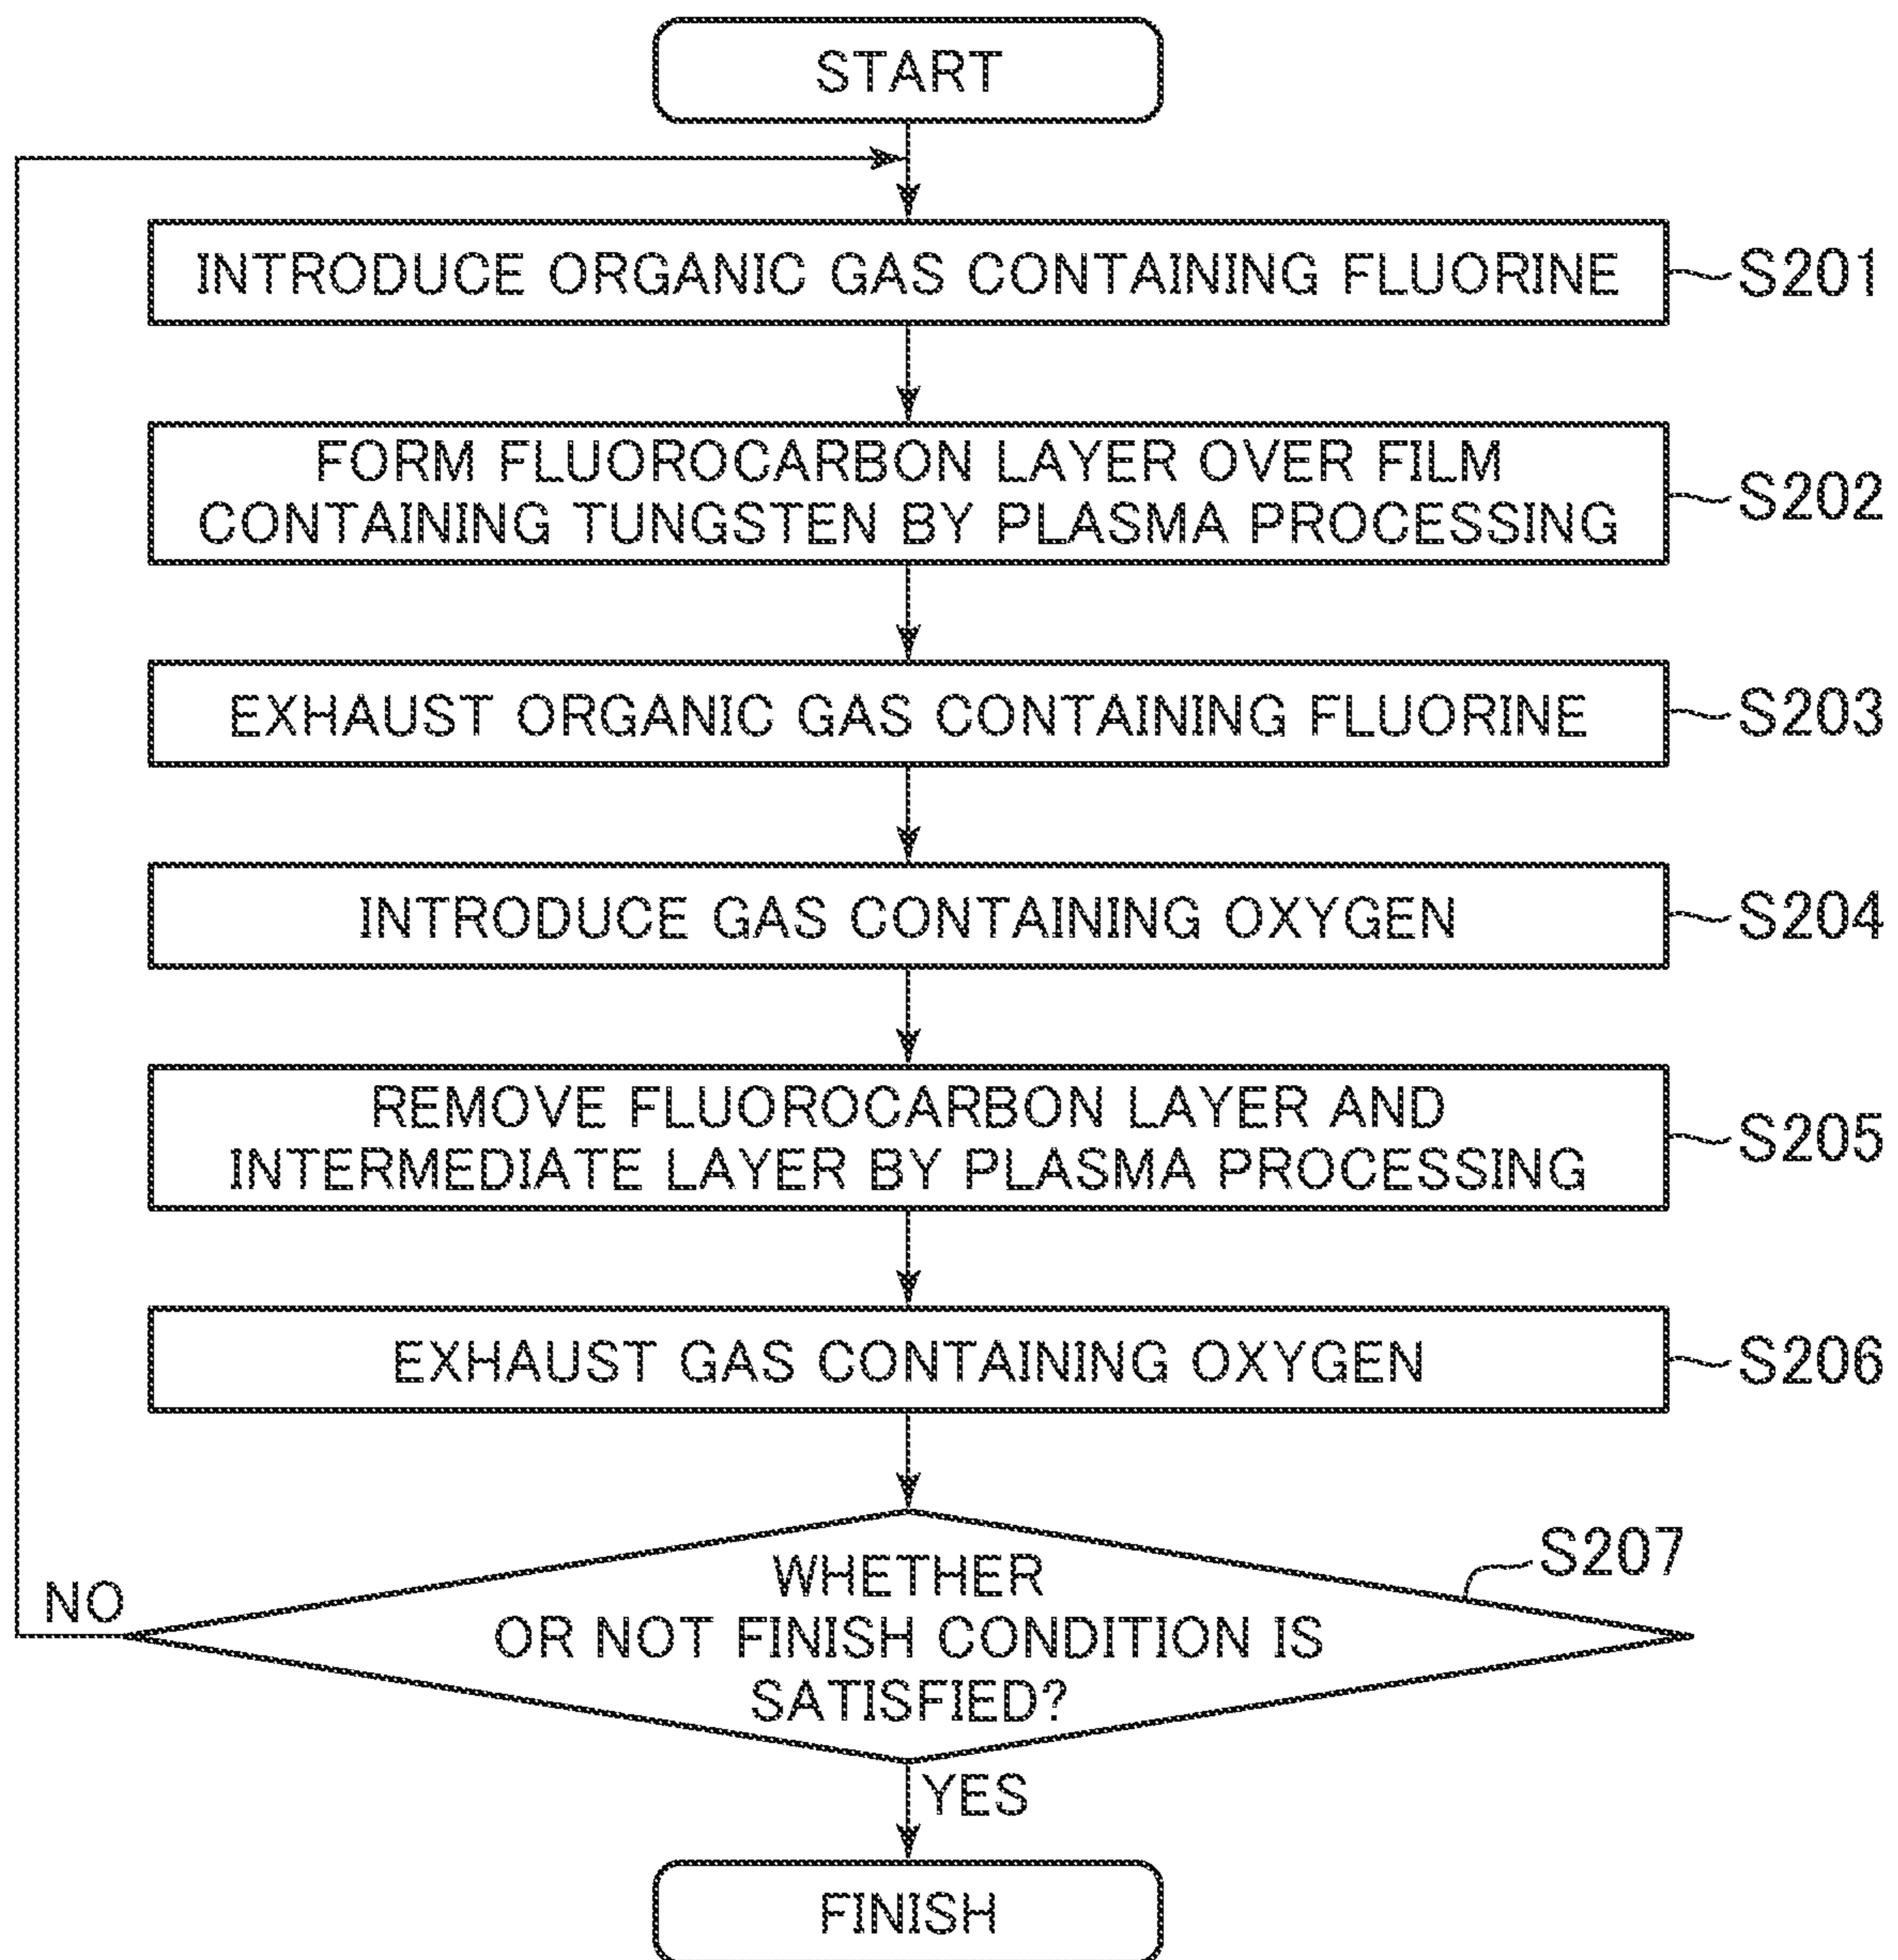 START
INTRODUCE ORGANIC GAS CONTAINING FLUORINE
S201
FORM FLUOROCARBON LAYER OVER FILM
CONTAINING TUNGSTEN BY PLASMA PROCESSING
S202
EXHAUST ORGANIC GAS CONTAINING FLUORINE
S203
INTRODUCE GAS CONTAINING OXYGEN
S204
REMOVE FLUOROCARBON LAYER AND
INTERMEDIATE LAYER BY PLASMA PROCESSING
S205
EXHAUST GAS CONTAINING OXYGEN
S206
WHETHER
OR NOT FINISH CONDITION IS
SATISFIED?
S207
NO
YES
FINISH